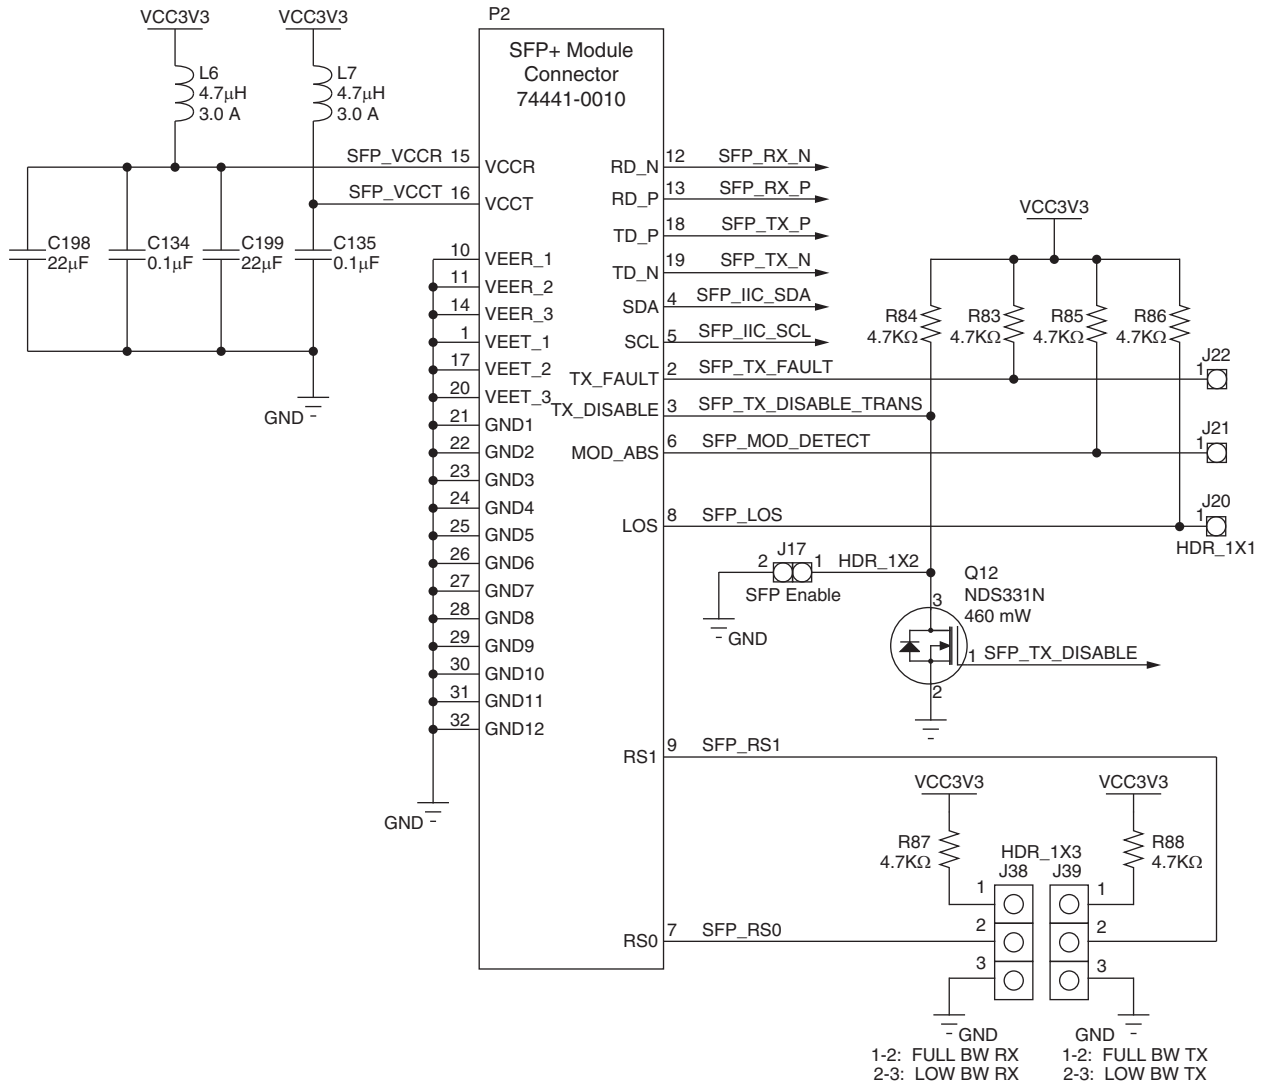 VCC3V3
VCC3V3
P2
L6
4.7µH
3.0 A
L7
4.7µH
3.0 A
SFP+ Module
Connector
74441-0010
SFP_VCCR 15 VCCR
SFP_VCCT 16 VCCT
C198
22µF
C134
0.1µF
C199
22µF
C135
0.1µF
GND
10 VEER_1
11 VEER_2
14 VEER_3
1 VEET_1
17 VEET_2
20 VEET_3
21 GND1
22 GND2
23 GND3
24 GND4
25 GND5
26 GND6
27 GND7
28 GND8
29 GND9
30 GND10
31 GND11
32 GND12
GND
RD_N 12 SFP_RX_N
RD_P 13 SFP_RX_P
TD_P 18 SFP_TX_P
TD_N 19 SFP_TX_N
SDA 4 SFP_IIC_SDA
SCL 5 SFP_IIC_SCL
TX_FAULT 2 SFP_TX_FAULT
TX_DISABLE 3 SFP_TX_DISABLE_TRANS
MOD_ABS 6 SFP_MOD_DETECT
LOS 8 SFP_LOS
VCC3V3
R84
4.7KΩ
R83
4.7KΩ
R85
4.7KΩ
R86
4.7KΩ
J22
1
J21
1
J20
1
HDR_1X1
J17
2 1 HDR_1X2
SFP Enable
GND
Q12
NDS331N
460 mW
3
1 SFP_TX_DISABLE
2
RS1 9 SFP_RS1
VCC3V3
VCC3V3
R87
4.7KΩ
R88
4.7KΩ
HDR_1X3
J38 J39
1 1
2 2
3 3
RS0 7 SFP_RS0
GND GND
1-2: FULL BW RX
2-3: LOW BW RX
1-2: FULL BW TX
2-3: LOW BW TX